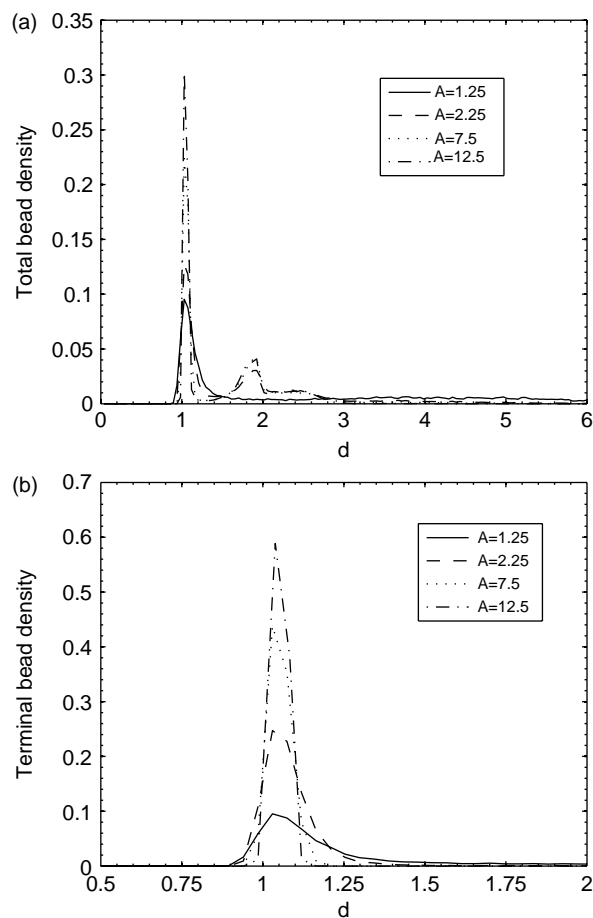 (a)
0.35
0.3
0.25
0.2
0.15
0.1
0.05
0
Total bead density
A=1.25
A=2.25
A=7.5
A=12.5
0 1 2 3 4 5 6
d
(b)
0.7
0.6
0.5
0.4
0.3
0.2
0.1
0
Terminal bead density
A=1.25
A=2.25
A=7.5
A=12.5
0.5 0.75 1 1.25 1.5 1.75 2
d